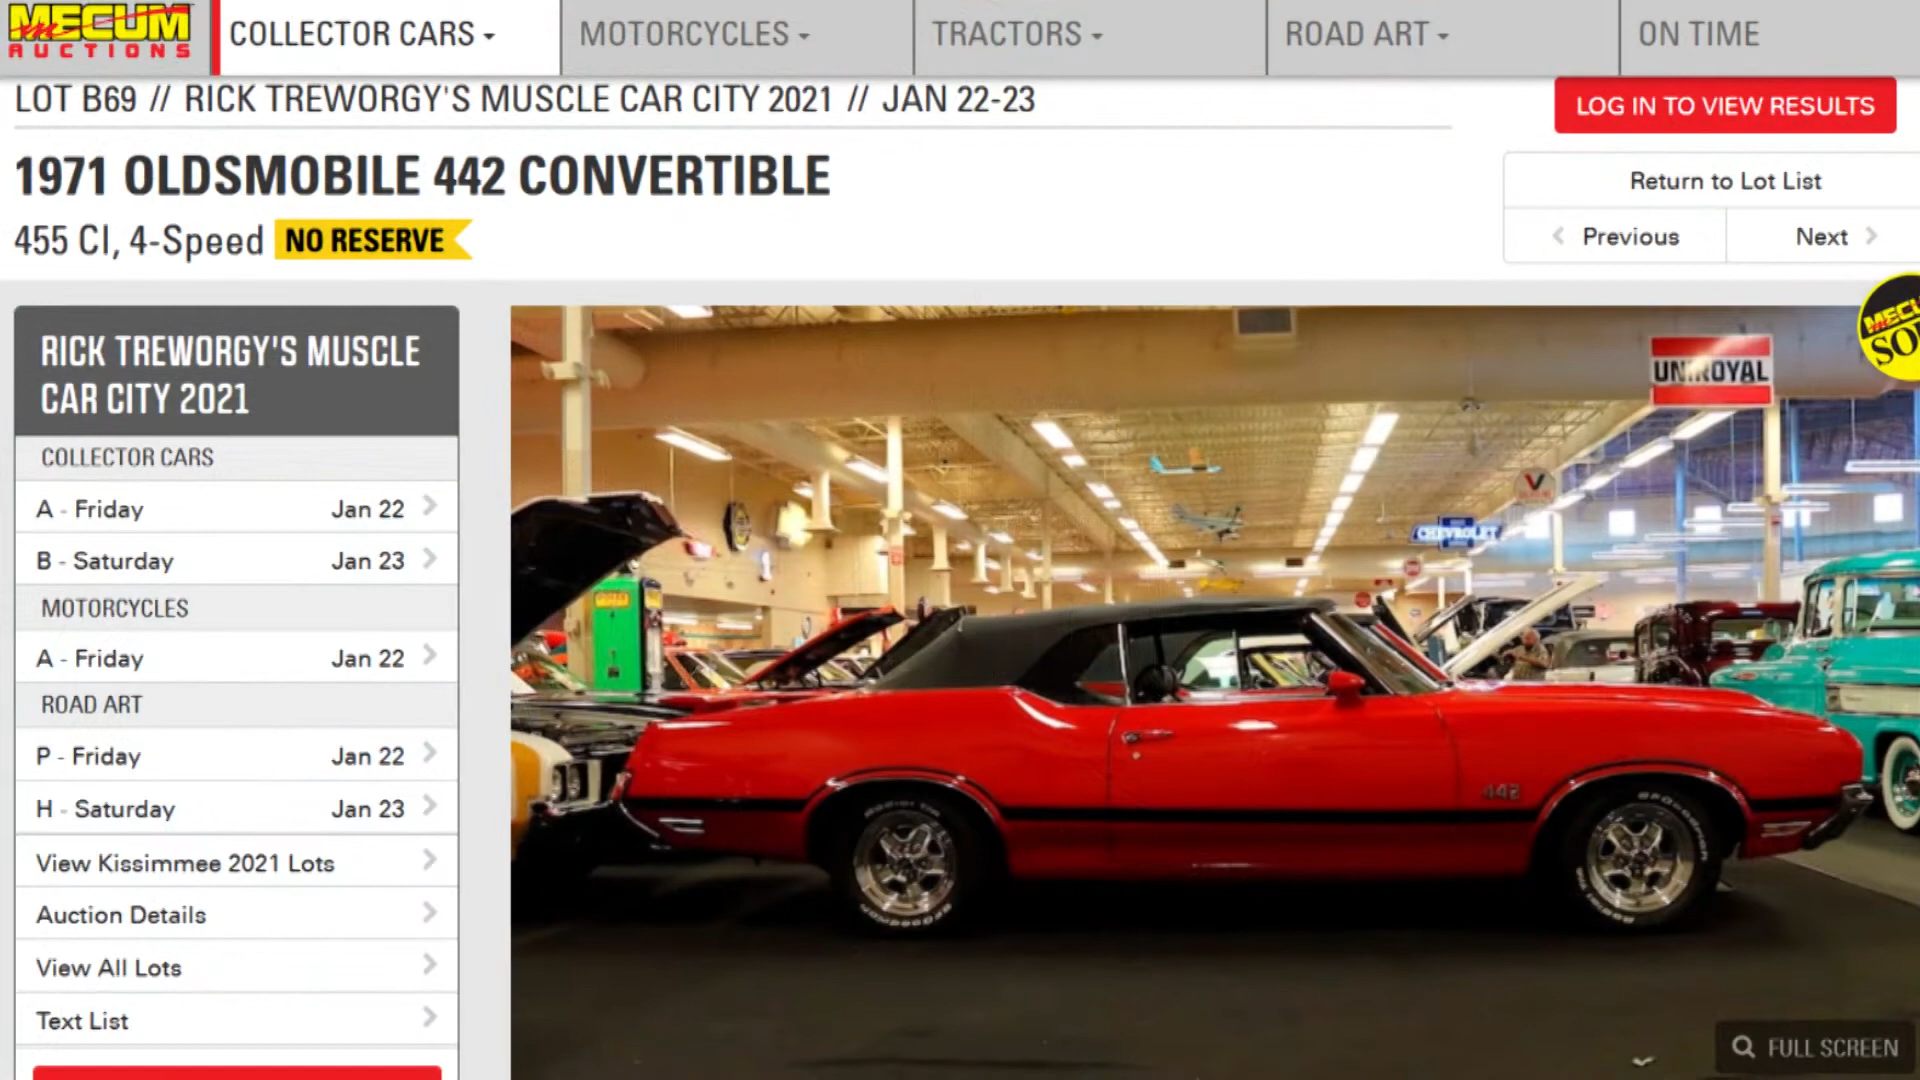 MECUM
AUCTIONS
COLLECTOR CARS
MOTORCYCLES
TRACTORS
ROAD ART
ON TIME
LOT B69 // RICK TREWORGY'S MUSCLE CAR CITY 2021 // JAN 22-23
LOG IN TO VIEW RESULTS
1971 OLDSMOBILE 442 CONVERTIBLE
455 CI, 4-Speed NO RESERVE
Return to Lot List
Previous
Next
RICK TREWORGY'S MUSCLE
CAR CITY 2021
COLLECTOR CARS
A - Friday Jan 22
B - Saturday Jan 23
MOTORCYCLES
A - Friday Jan 22
ROAD ART
P - Friday Jan 22
H - Saturday Jan 23
View Kissimmee 2021 Lots
Auction Details
View All Lots
Text List
MECU
SO
UNIROYAL
V
CHEVROLET
442
FULL SCREEN